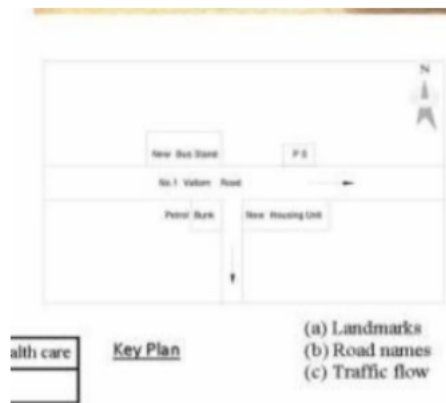 N
New Bus Stand
P S
No.1 Vallam Road
Petrol Bunk
New Housing Unit
alth care
Key Plan
(a) Landmarks
(b) Road names
(c) Traffic flow